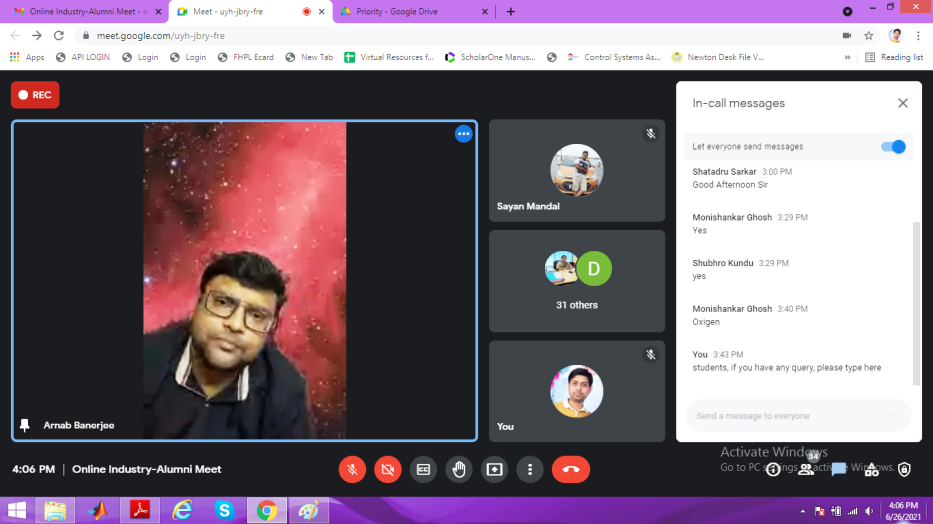 Online Industry-Alumni Meet - s
Meet - uyh-jbry-fre
Priority - Google Drive
meet.google.com/uyh-jbry-fre
Apps
API LOGIN
Login
Login
FHPL Ecard
New Tab
Virtual Resources f...
ScholarOne Manus...
Control Systems As...
Newton Desk File V...
Reading list
REC
In-call messages
Let everyone send messages
Shatadru Sarkar 3:00 PM
Good Afternoon Sir
Monishankar Ghosh 3:29 PM
Yes
Shubhro Kundu 3:29 PM
yes
Monishankar Ghosh 3:40 PM
Oxigen
You 3:43 PM
students, if you have any query, please type here
Send a message to everyone
Sayan Mandal
D
31 others
You
Arnab Banerjee
4:06 PM | Online Industry-Alumni Meet
CC
34
Activate Windows
Go to PC settings to activate Windows.
4:06 PM
6/26/2021